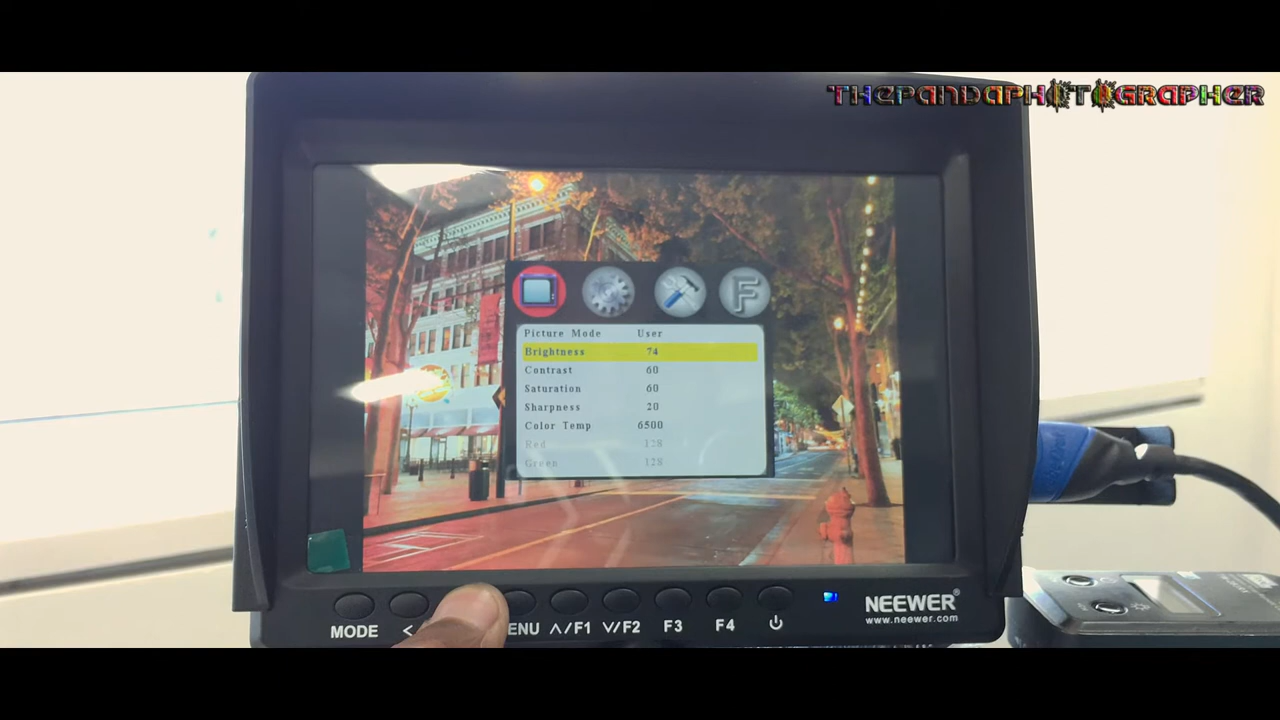 THEPANDAPHOTOGRAPHER
F
Picture Mode User
Brightness 74
Contrast 60
Saturation 60
Sharpness 20
Color Temp 6500
Red 128
Green 128
MODE < ENU ∧/F1 ∨/F2 F3 F4
NEEWER®
www.neewer.com